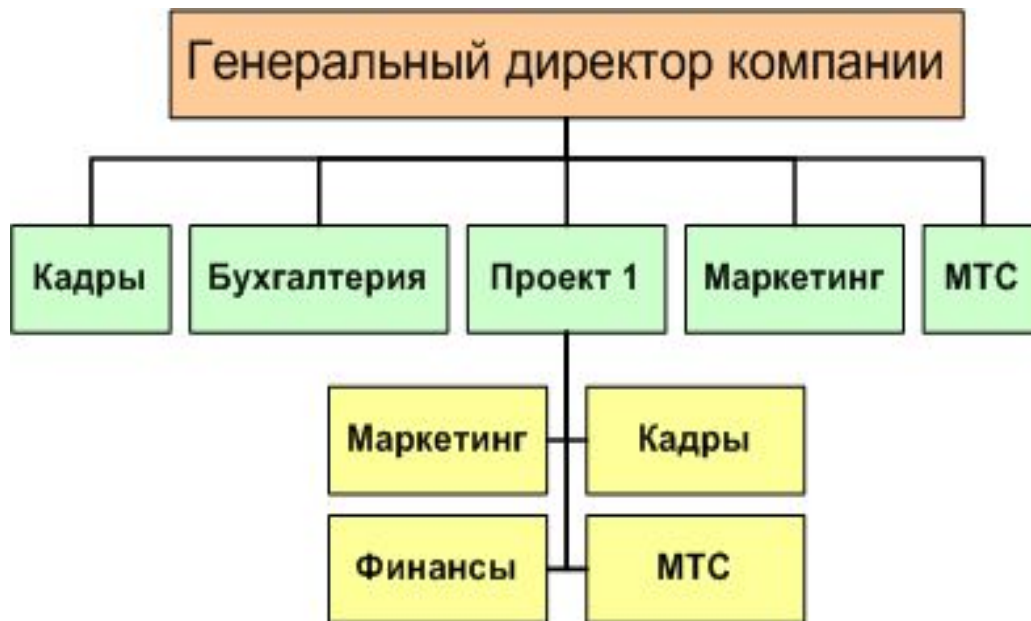 Генеральный директор компании
Кадры
Бухгалтерия
Проект 1
Маркетинг
МТС
Маркетинг
Кадры
Финансы
МТС